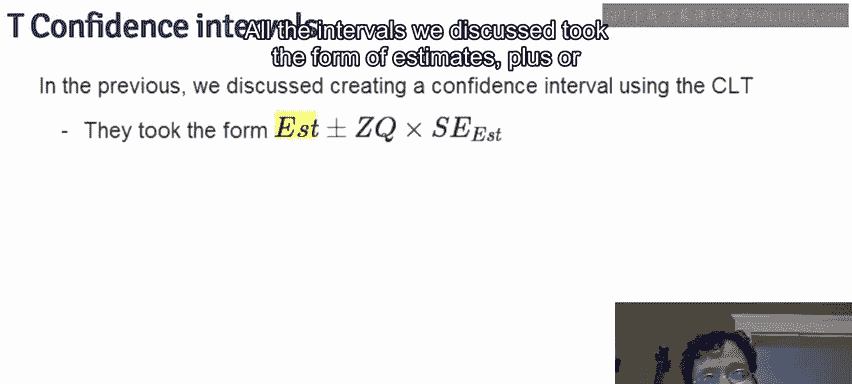 T Confidence intervals
All the intervals we discussed took
the form of estimates, plus or
In the previous, we discussed creating a confidence interval using the CLT
- They took the form Est ± ZQ × SE_Est